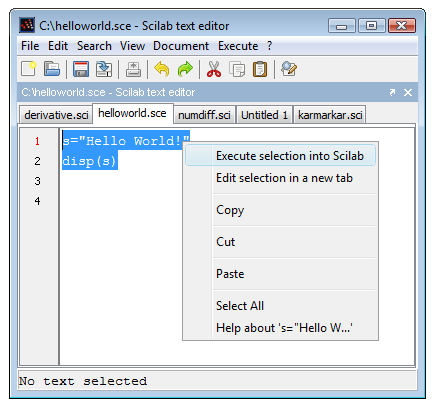 C:\helloworld.sce - Scilab text editor
File Edit Search View Document Execute ?
C:\helloworld.sce - Scilab text editor
derivative.sci helloworld.sce numdiff.sci Untitled 1 karmarkar.sci
1 s="Hello World!"
2 disp(s)
3
4
Execute selection into Scilab
Edit selection in a new tab
Copy
Cut
Paste
Select All
Help about 's="Hello W...'
No text selected